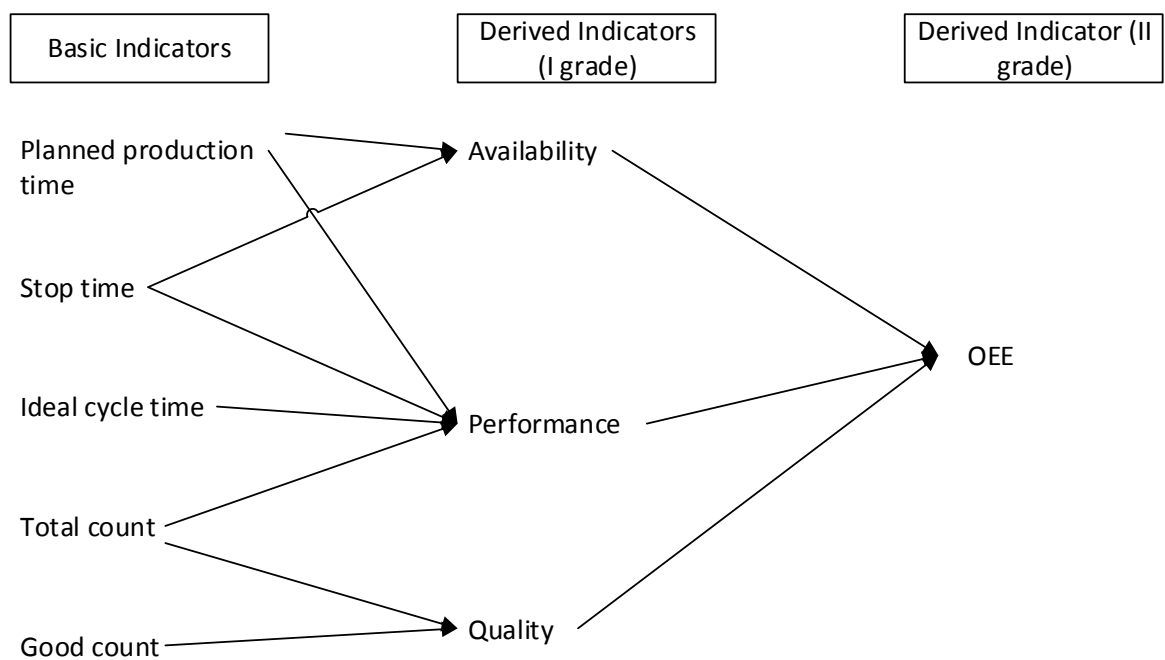 Basic Indicators
Derived Indicators
(I grade)
Derived Indicator (II
grade)
Planned production
time
Availability
Stop time
OEE
Ideal cycle time
Performance
Total count
Quality
Good count